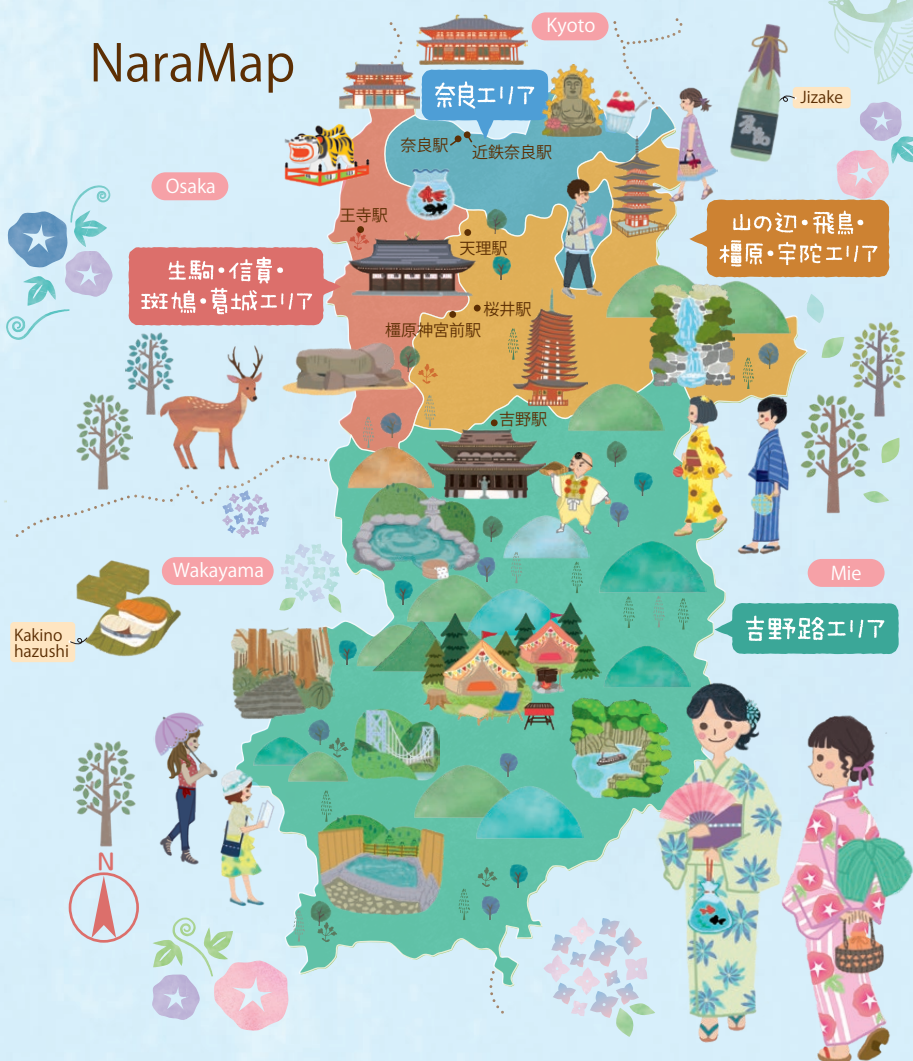 NaraMap
Kyoto
奈良エリア
Jizake
奈良駅
近鉄奈良駅
Osaka
王寺駅
天理駅
山の辺・飛鳥・
橿原・宇陀エリア
生駒・信貴・
斑鳩・葛城エリア
桜井駅
橿原神宮前駅
吉野駅
Wakayama
Mie
Kakino
hazushi
吉野路エリア
N